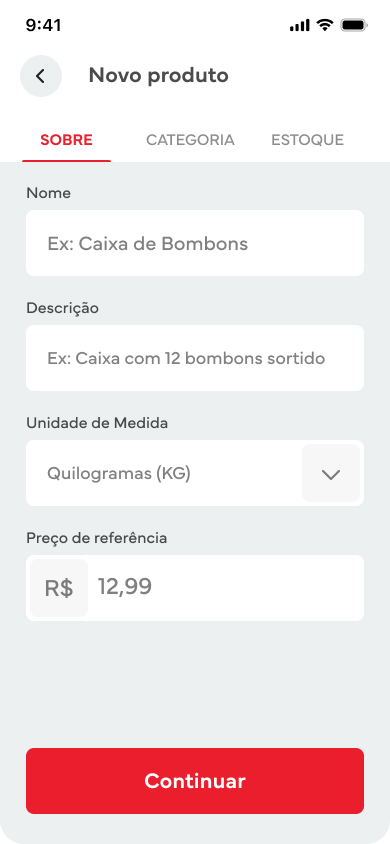 9:41
Novo produto
SOBRE CATEGORIA ESTOQUE
Nome
Ex: Caixa de Bombons
Descrição
Ex: Caixa com 12 bombons sortido
Unidade de Medida
Quilogramas (KG)
Preço de referência
R$ 12,99
Continuar